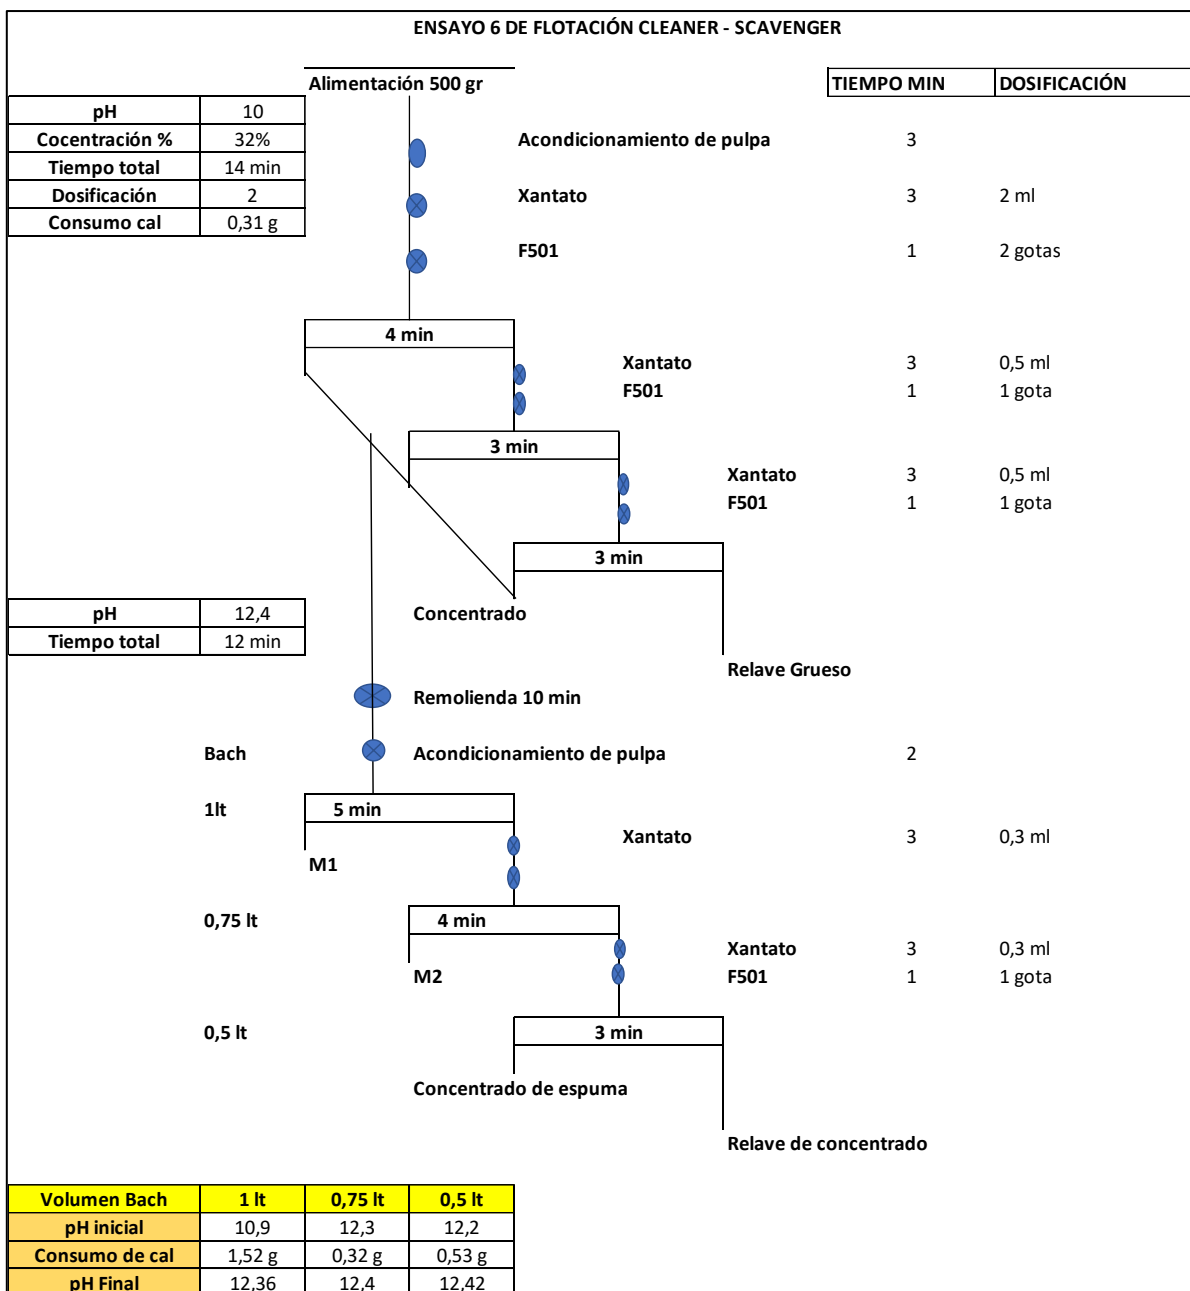 ENSAYO 6 DE FLOTACIÓN CLEANER - SCAVENGER
Alimentación 500 gr
TIEMPO MIN DOSIFICACIÓN
pH 10
Cocentración % 32%
Acondicionamiento de pulpa 3
Tiempo total 14 min
Dosificación 2
Xantato 3 2 ml
Consumo cal 0,31 g
F501 1 2 gotas
4 min
Xantato 3 0,5 ml
F501 1 1 gota
3 min
Xantato 3 0,5 ml
F501 1 1 gota
3 min
pH 12,4
Concentrado
Tiempo total 12 min
Relave Grueso
Remolienda 10 min
Bach Acondicionamiento de pulpa 2
1lt 5 min
Xantato 3 0,3 ml
M1
0,75 lt 4 min
Xantato 3 0,3 ml
M2 F501 1 1 gota
0,5 lt 3 min
Concentrado de espuma
Relave de concentrado
Volumen Bach 1 lt 0,75 lt 0,5 lt
pH inicial 10,9 12,3 12,2
Consumo de cal 1,52 g 0,32 g 0,53 g
pH Final 12,36 12,4 12,42